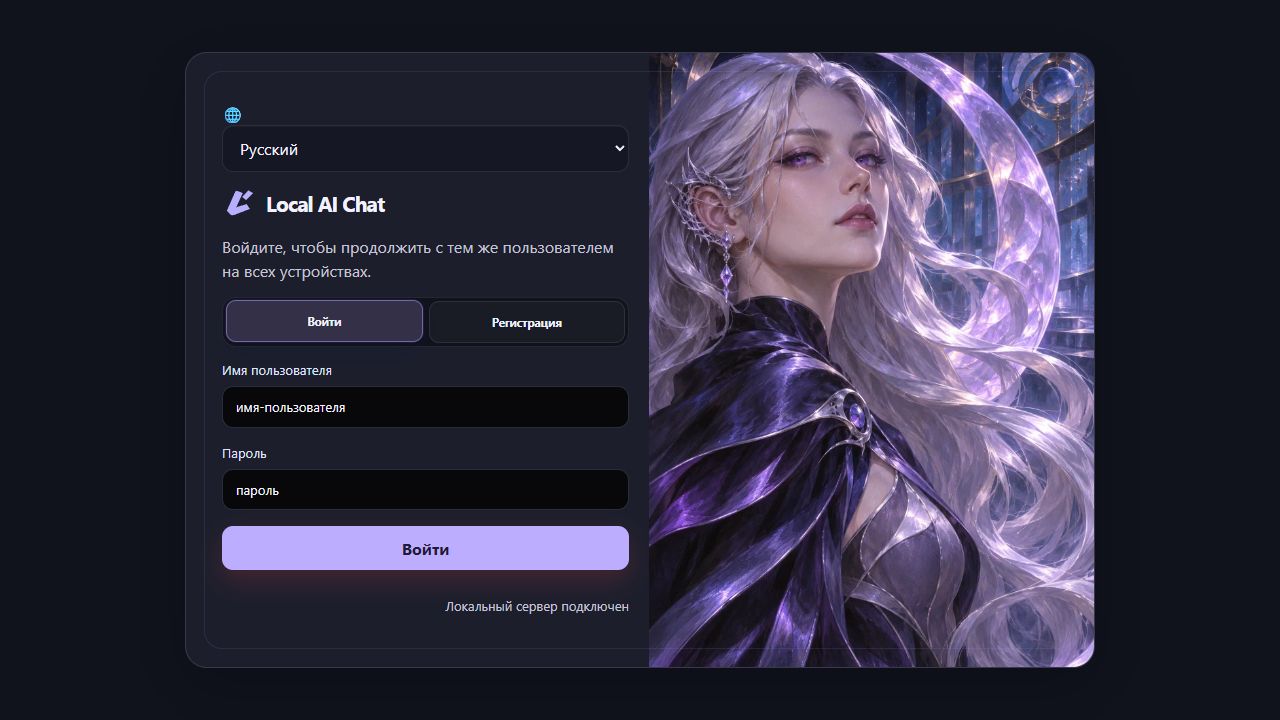 Русский
Local AI Chat
Войдите, чтобы продолжить с тем же пользователем
на всех устройствах.
Войти
Регистрация
Имя пользователя
имя-пользователя
Пароль
пароль
Войти
Локальный сервер подключен